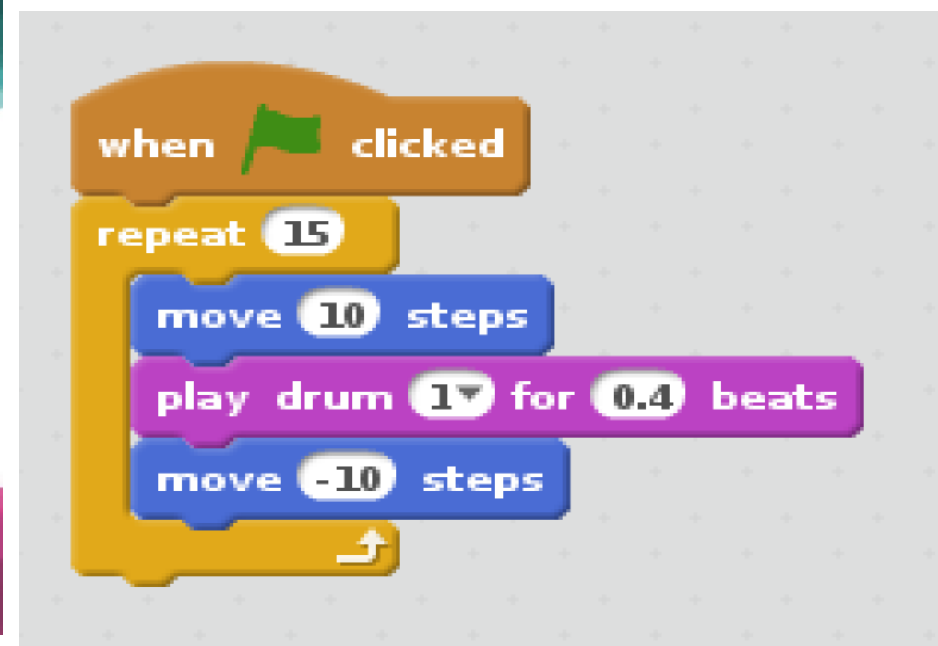 when clicked
repeat 15
move 10 steps
play drum 1 for 0.4 beats
move -10 steps